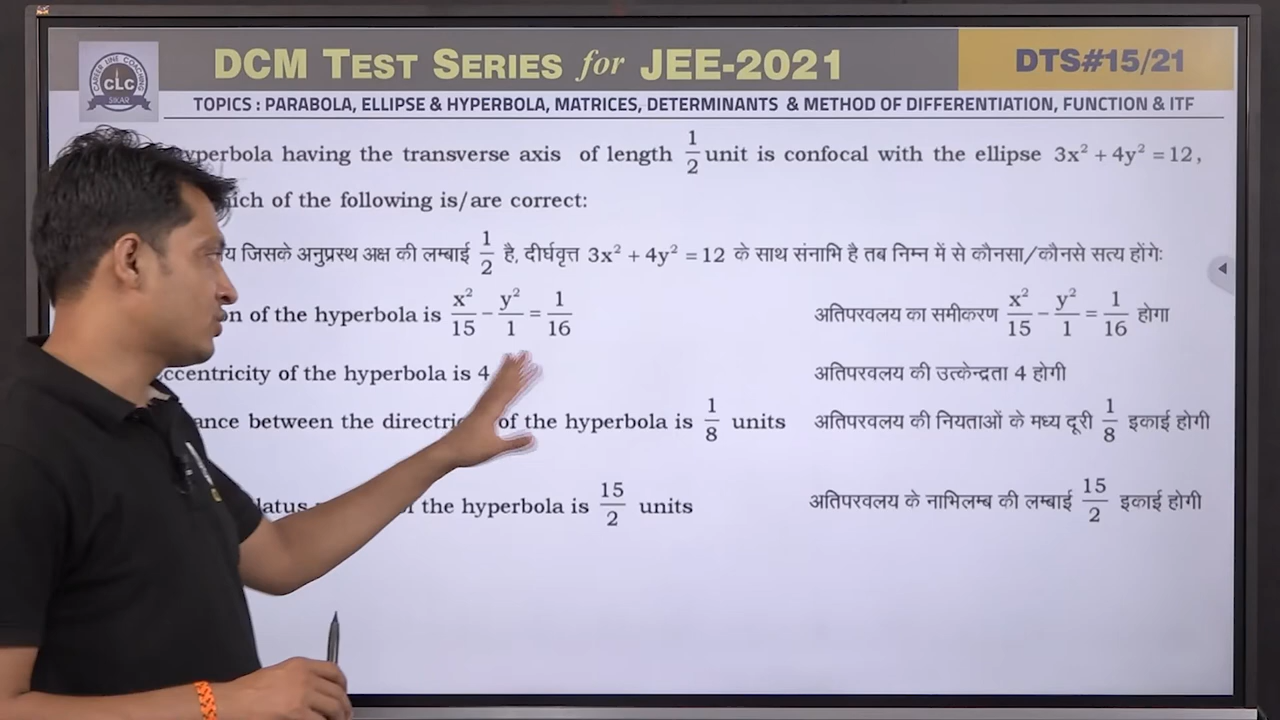 DCM TEST SERIES for JEE-2021
DTS#15/21
CAREER LINE COACHING
CLC
SIKAR
TOPICS : PARABOLA, ELLIPSE & HYPERBOLA, MATRICES, DETERMINANTS & METHOD OF DIFFERENTIATION, FUNCTION & ITF
yperbola having the transverse axis of length 1/2 unit is confocal with the ellipse 3x² + 4y² = 12,
ich of the following is/are correct:
य जिसके अनुप्रस्थ अक्ष की लम्बाई 1/2 है, दीर्घवृत्त 3x² + 4y² = 12 के साथ संनाभि है तब निम्न में से कौनसा/कौनसे सत्य होंगेः
on of the hyperbola is x²/15 − y²/1 = 1/16
अतिपरवलय का समीकरण x²/15 − y²/1 = 1/16 होगा
ccentricity of the hyperbola is 4
अतिपरवलय की उत्केन्द्रता 4 होगी
ance between the directri of the hyperbola is 1/8 units
अतिपरवलय की नियताओं के मध्य दूरी 1/8 इकाई होगी
latus the hyperbola is 15/2 units
अतिपरवलय के नाभिलम्ब की लम्बाई 15/2 इकाई होगी